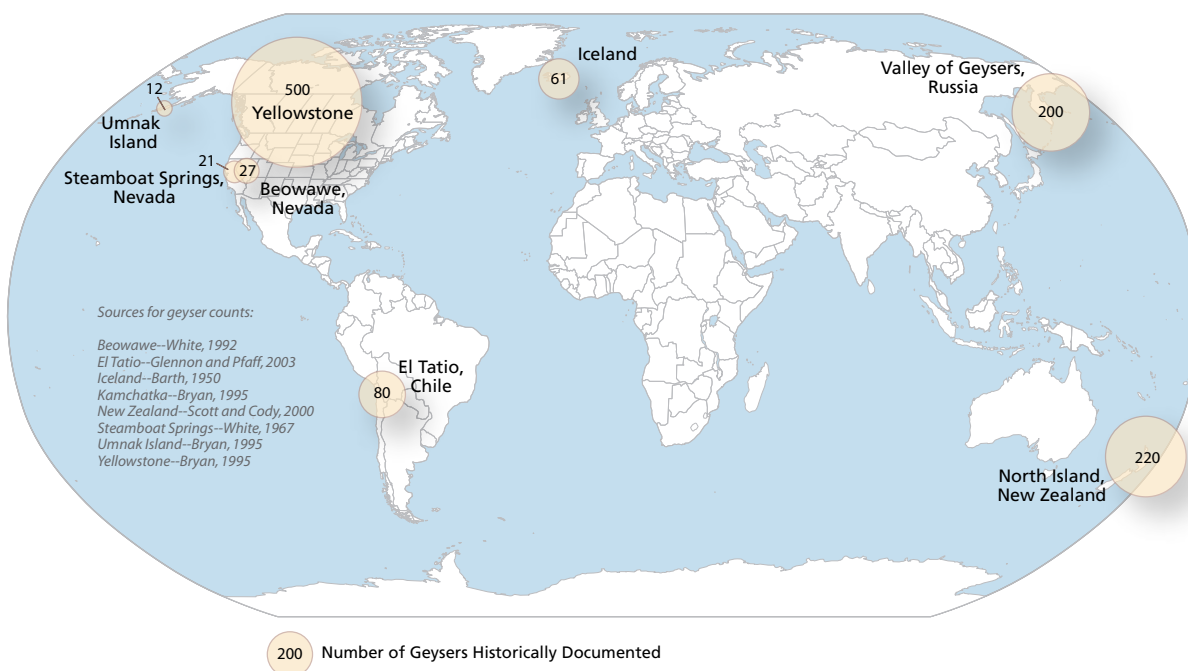 Iceland
61
Valley of Geysers,
Russia
200
12
Umnak
Island
500
Yellowstone
21
27
Steamboat Springs,
Nevada
Beowawe,
Nevada
Sources for geyser counts:
Beowawe--White, 1992
El Tatio--Glennon and Pfaff, 2003
Iceland--Barth, 1950
Kamchatka--Bryan, 1995
New Zealand--Scott and Cody, 2000
Steamboat Springs--White, 1967
Umnak Island--Bryan, 1995
Yellowstone--Bryan, 1995
El Tatio,
Chile
80
220
North Island,
New Zealand
200 Number of Geysers Historically Documented